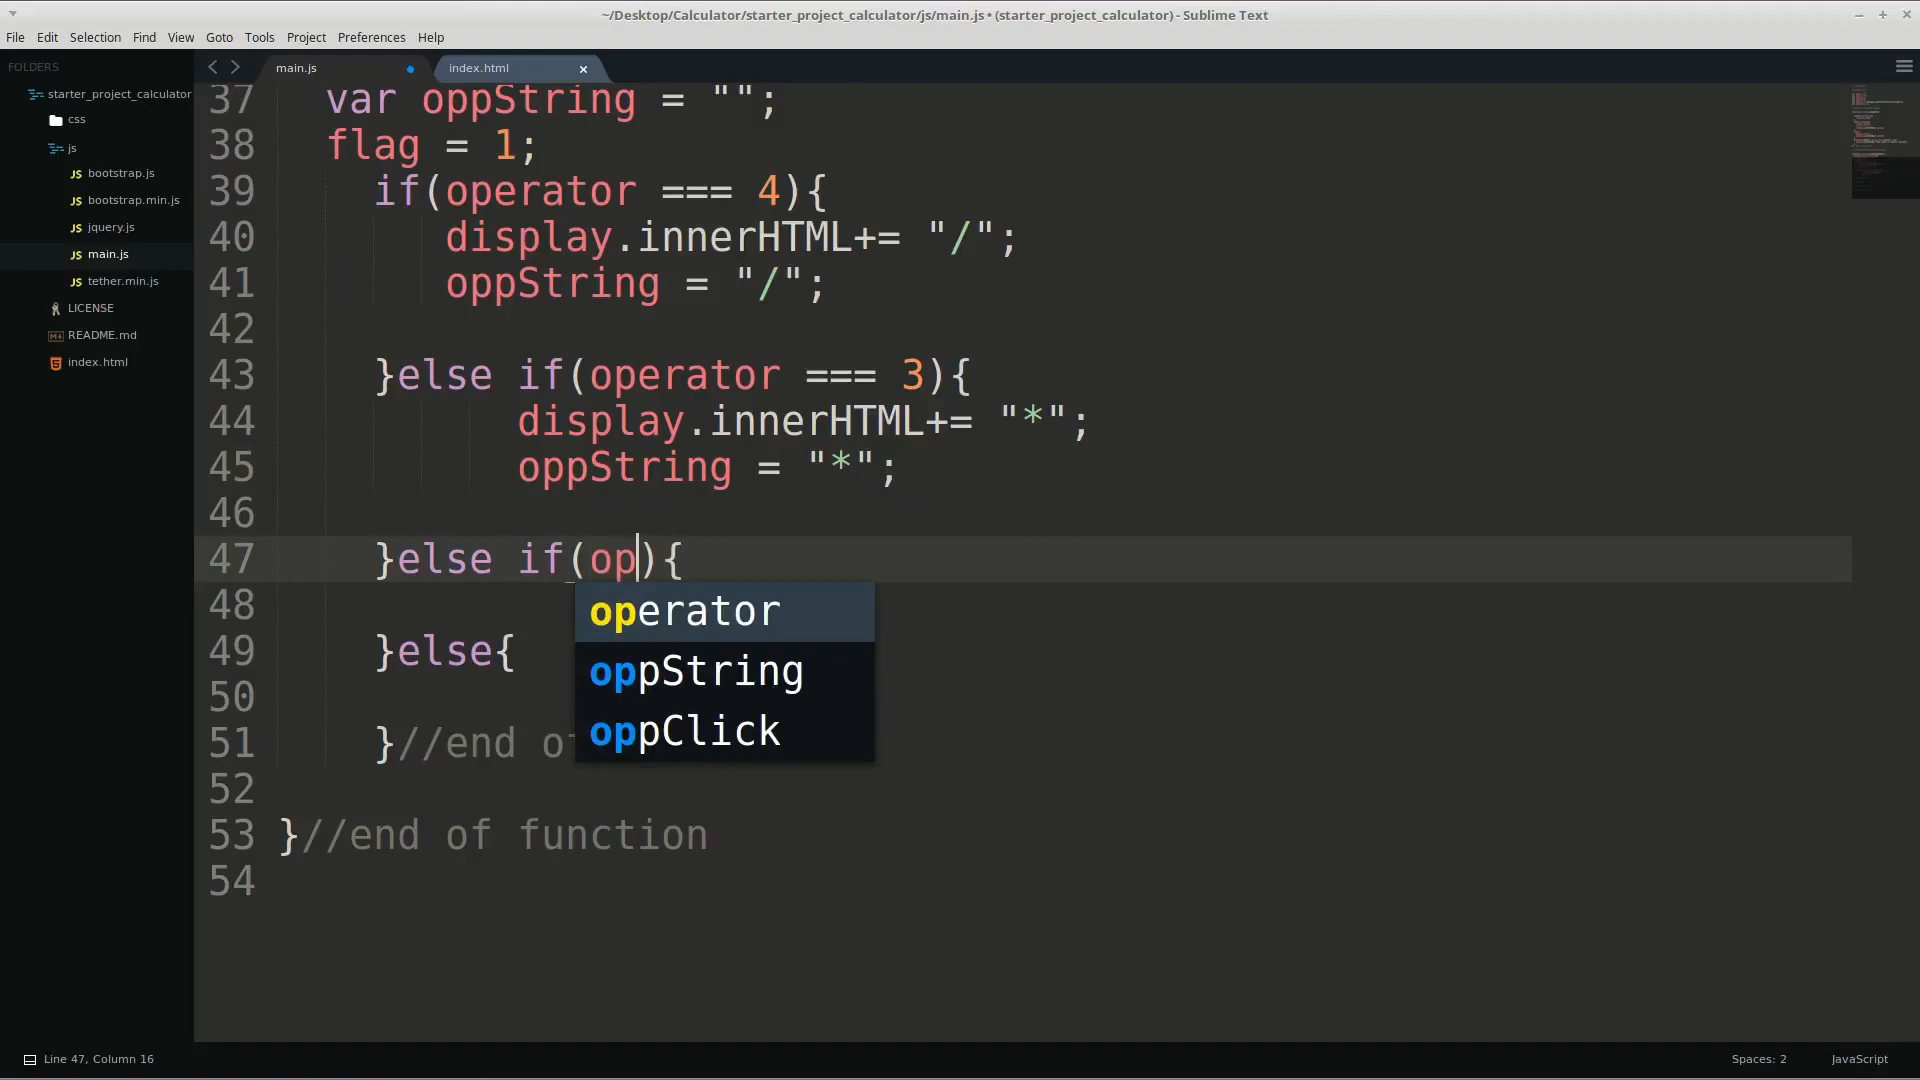 ~/Desktop/Calculator/starter_project_calculator/js/main.js • (starter_project_calculator) - Sublime Text
File Edit Selection Find View Goto Tools Project Preferences Help
FOLDERS
starter_project_calculator
css
js
JS bootstrap.js
JS bootstrap.min.js
JS jquery.js
JS main.js
JS tether.min.js
LICENSE
README.md
index.html
main.js
index.html
37 var oppString = "";
38 flag = 1;
39 if(operator === 4){
40 display.innerHTML+= "/";
41 oppString = "/";
42
43 }else if(operator === 3){
44 display.innerHTML+= "*";
45 oppString = "*";
46
47 }else if(op){
48
49 }else{
50
51 }//end of
52
53 }//end of function
54
operator
oppString
oppClick
Line 47, Column 16
Spaces: 2
JavaScript